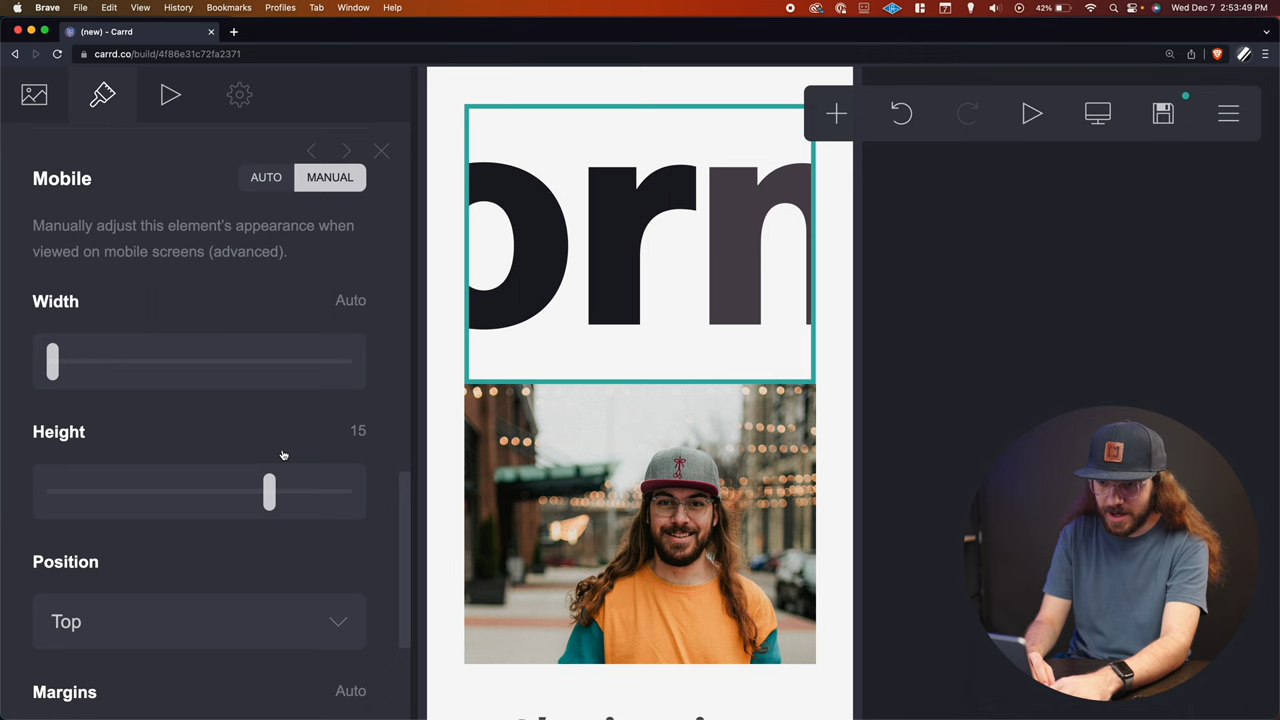 Brave File Edit View History Bookmarks Profiles Tab Window Help
7 42% Wed Dec 7 2:53:49 PM
(new) - Carrd
carrd.co/build/4f86e31c72fa2371
Mobile AUTO MANUAL
Manually adjust this element's appearance when
viewed on mobile screens (advanced).
Width Auto
Height 15
Position
Top
Margins Auto
orm